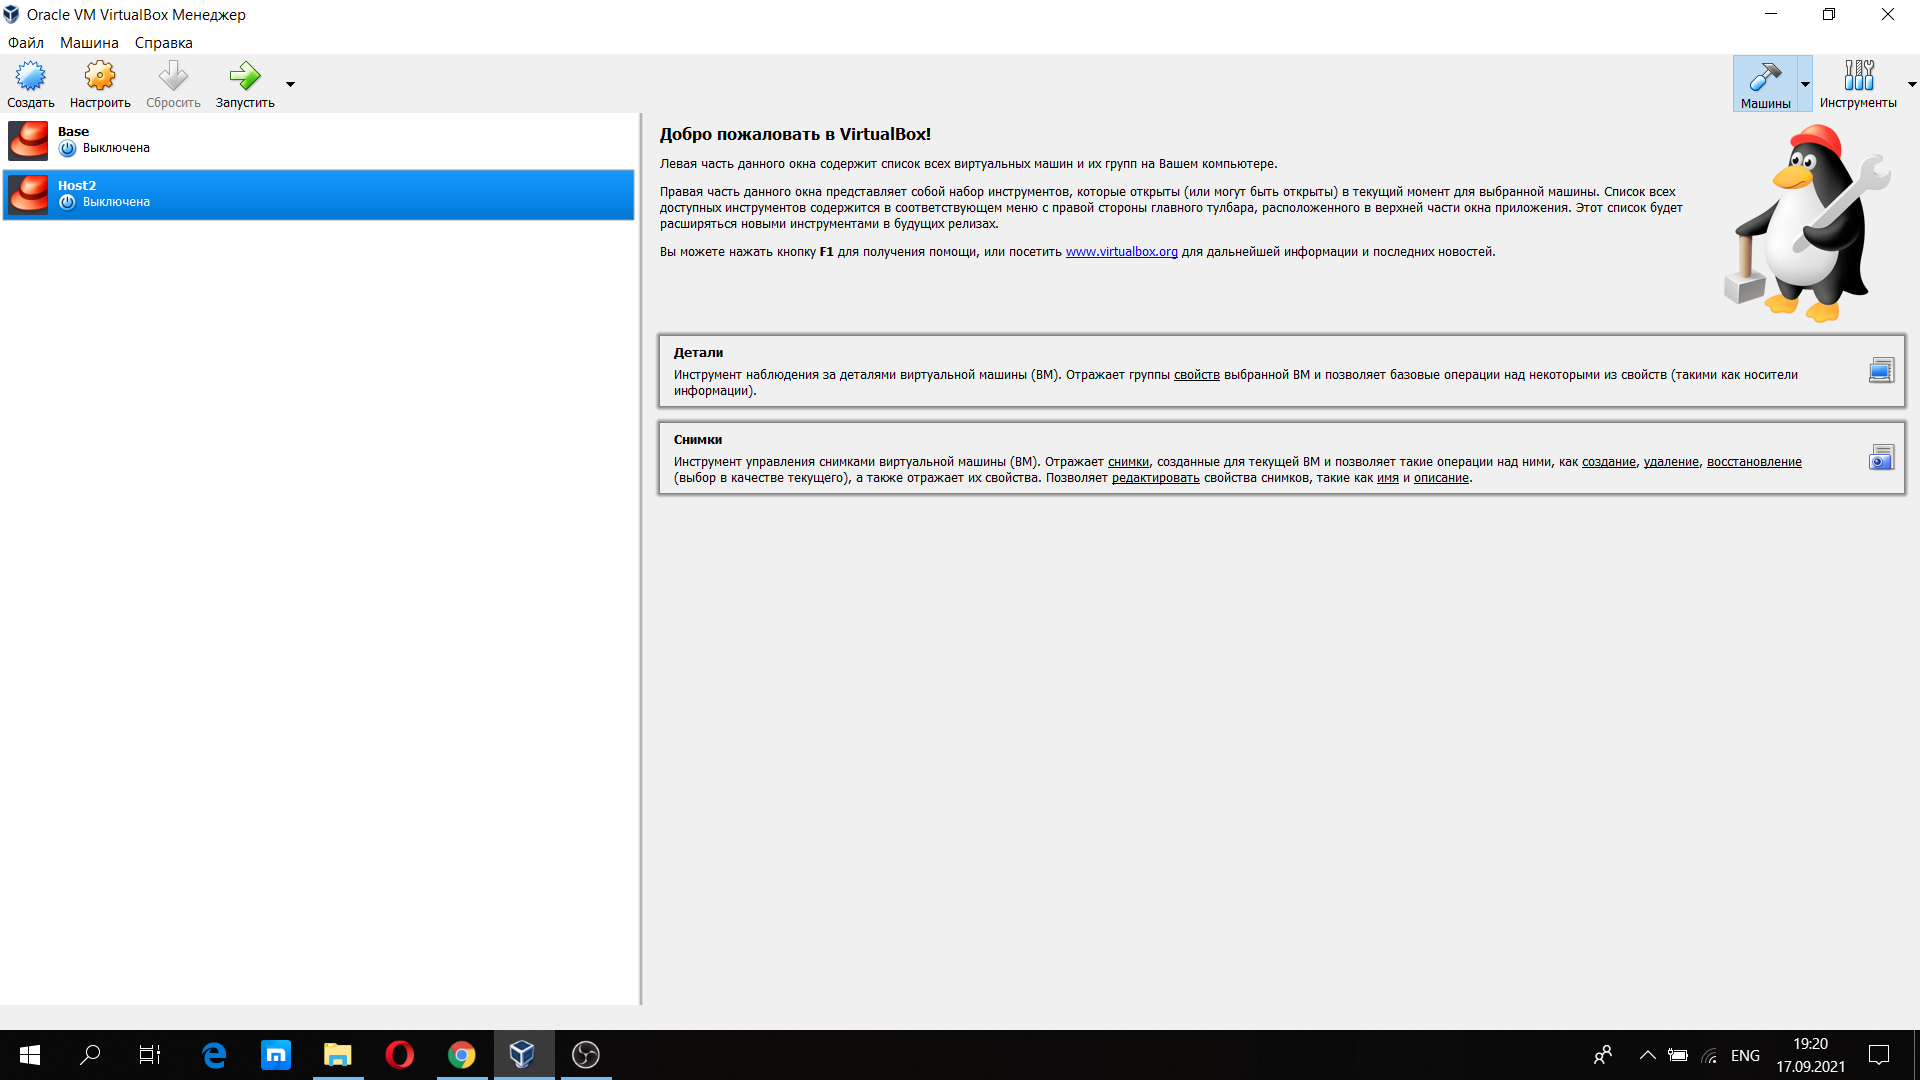 Oracle VM VirtualBox Менеджер
Файл Машина Справка
Создать Настроить Сбросить Запустить Машины Инструменты
Base
Выключена
Host2
Выключена
Добро пожаловать в VirtualBox!
Левая часть данного окна содержит список всех виртуальных машин и их групп на Вашем компьютере.
Правая часть данного окна представляет собой набор инструментов, которые открыты (или могут быть открыты) в текущий момент для выбранной машины. Список всех
доступных инструментов содержится в соответствующем меню с правой стороны главного тулбара, расположенного в верхней части окна приложения. Этот список будет
расширяться новыми инструментами в будущих релизах.
Вы можете нажать кнопку F1 для получения помощи, или посетить www.virtualbox.org для дальнейшей информации и последних новостей.
Детали
Инструмент наблюдения за деталями виртуальной машины (ВМ). Отражает группы свойств выбранной ВМ и позволяет базовые операции над некоторыми из свойств (такими как носители
информации).
Снимки
Инструмент управления снимками виртуальной машины (ВМ). Отражает снимки, созданные для текущей ВМ и позволяет такие операции над ними, как создание, удаление, восстановление
(выбор в качестве текущего), а также отражает их свойства. Позволяет редактировать свойства снимков, такие как имя и описание.
ENG
19:20
17.09.2021